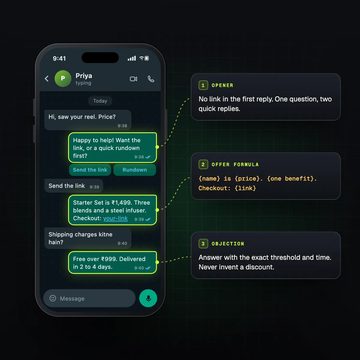 9:41
Priya
typing
Today
Hi, saw your reel. Price?
9:38
Happy to help! Want the
link, or a quick rundown
first?
9:38
Send the link
Rundown
Send the link
9:38
Starter Set is ₹1,499. Three
blends and a steel infuser.
Checkout: your-link
9:39
Shipping charges kitne
hain?
9:40
Free over ₹999. Delivered
in 2 to 4 days.
9:40
Message
1 OPENER
No link in the first reply. One question, two
quick replies.
2 OFFER FORMULA
{name} is {price}. {one benefit}.
Checkout: {link}
3 OBJECTION
Answer with the exact threshold and time.
Never invent a discount.